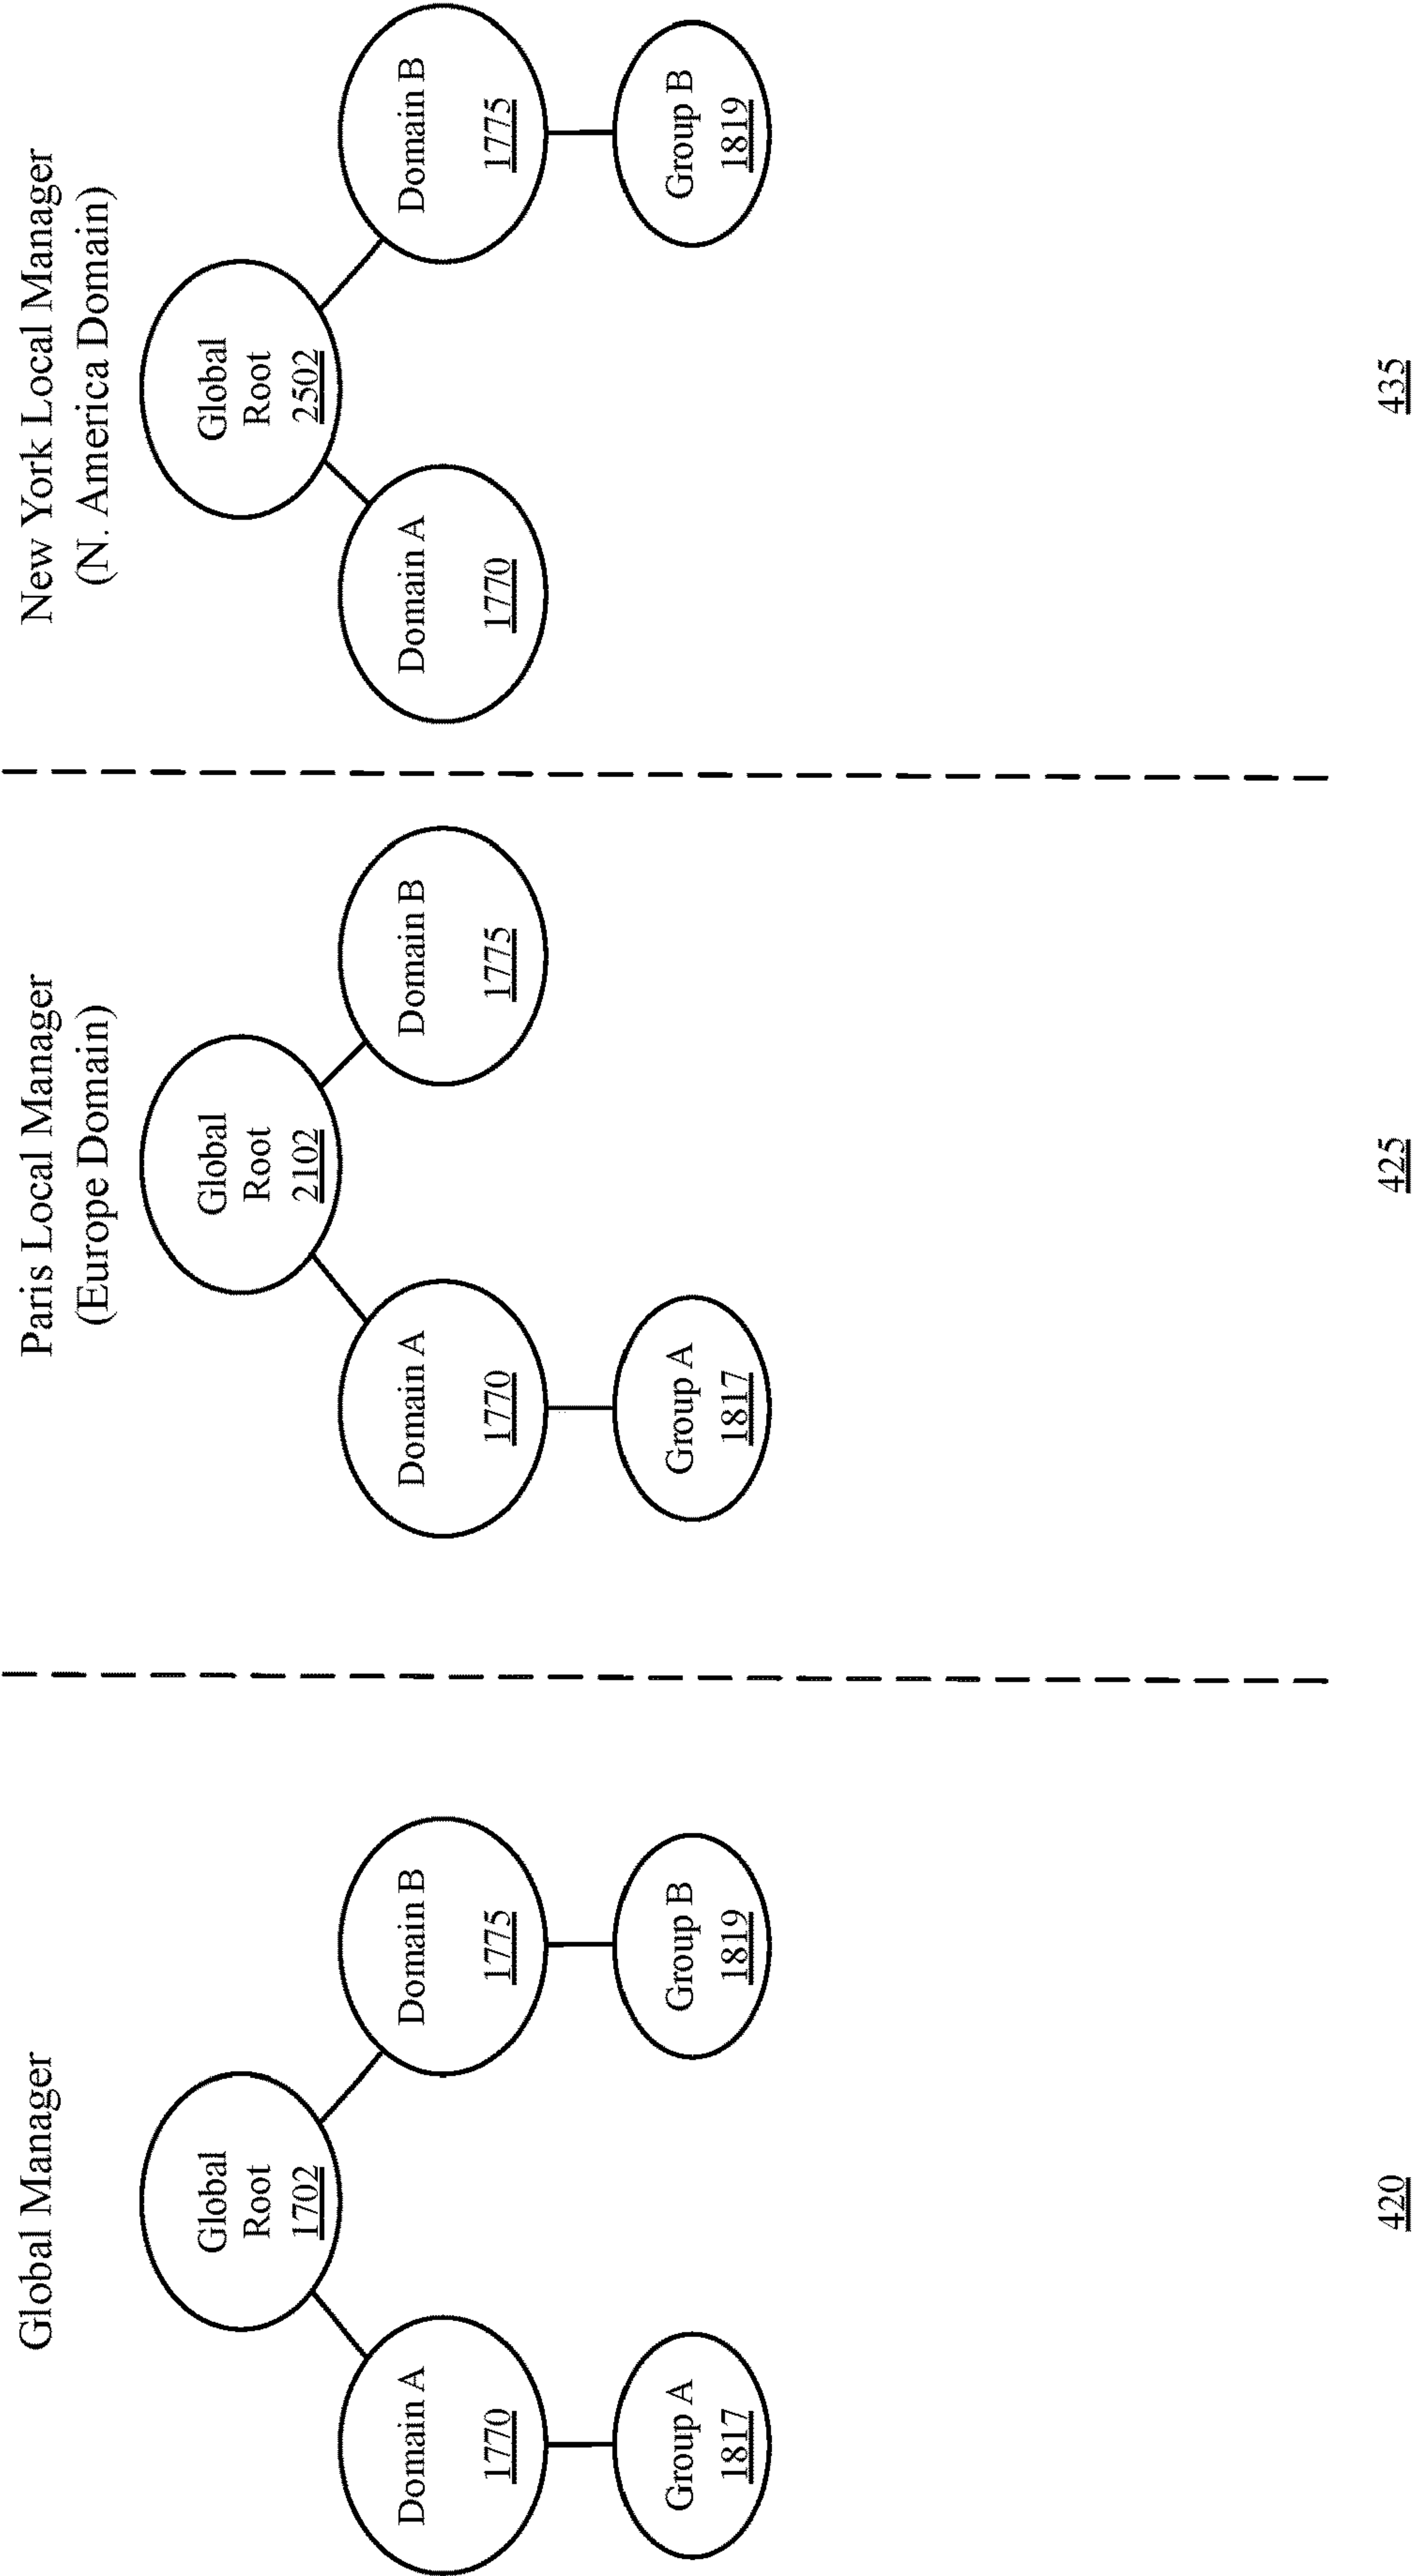 Global Manager
Global
Root
1702
Domain A
1770
Domain B
1775
Group A
1817
Group B
1819
420
Paris Local Manager
(Europe Domain)
Global
Root
2102
Domain A
1770
Domain B
1775
Group A
1817
425
New York Local Manager
(N. America Domain)
Global
Root
2502
Domain A
1770
Domain B
1775
Group B
1819
435